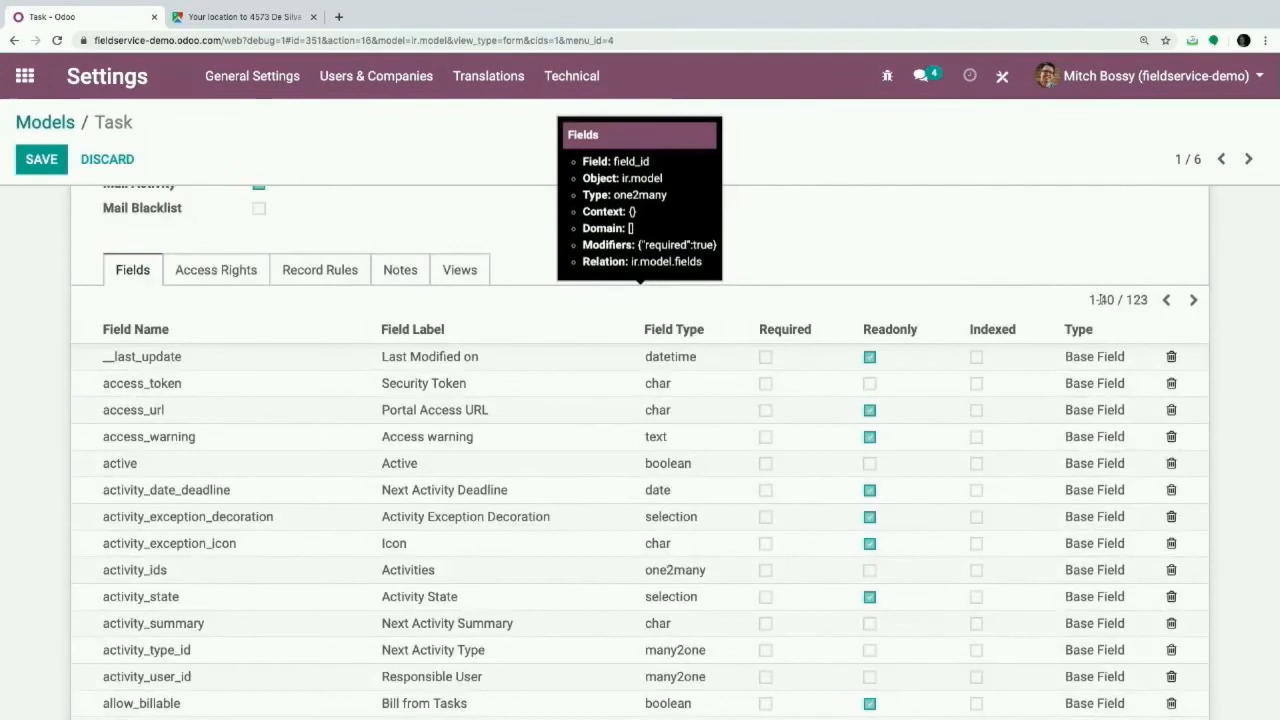 Task - Odoo
Your location to 4573 De Silva
fieldservice-demo.odoo.com/web?debug=1#id=351&action=16&model=ir.model&view_type=form&cids=1&menu_id=4
Settings General Settings Users & Companies Translations Technical 4 Mitch Bossy (fieldservice-demo)
Models / Task
SAVE DISCARD 1 / 6
Mail Activity
Mail Blacklist
Fields
Field: field_id
Object: ir.model
Type: one2many
Context: {}
Domain: []
Modifiers: {"required":true}
Relation: ir.model.fields
Fields Access Rights Record Rules Notes Views
1-40 / 123
Field Name Field Label Field Type Required Readonly Indexed Type
__last_update Last Modified on datetime Base Field
access_token Security Token char Base Field
access_url Portal Access URL char Base Field
access_warning Access warning text Base Field
active Active boolean Base Field
activity_date_deadline Next Activity Deadline date Base Field
activity_exception_decoration Activity Exception Decoration selection Base Field
activity_exception_icon Icon char Base Field
activity_ids Activities one2many Base Field
activity_state Activity State selection Base Field
activity_summary Next Activity Summary char Base Field
activity_type_id Next Activity Type many2one Base Field
activity_user_id Responsible User many2one Base Field
allow_billable Bill from Tasks boolean Base Field